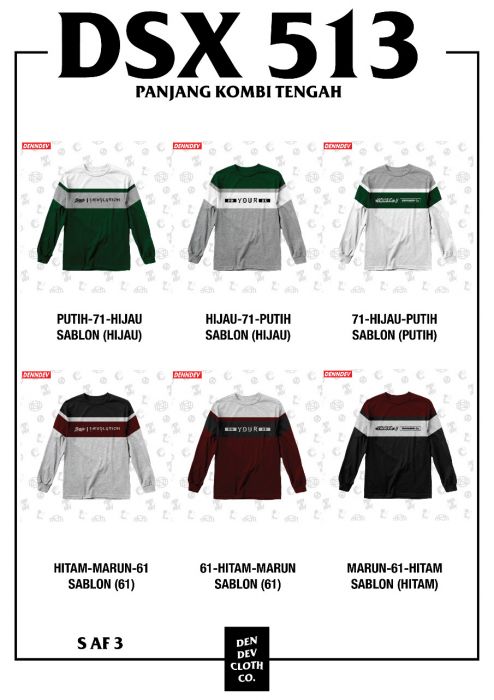 DSX 513
PANJANG KOMBI TENGAH
DENNDEV
DENNDEV
DENNDEV
YOUR
PUTIH-71-HIJAU
SABLON (HIJAU)
HIJAU-71-PUTIH
SABLON (HIJAU)
71-HIJAU-PUTIH
SABLON (PUTIH)
DENNDEV
DENNDEV
DENNDEV
YOUR
HITAM-MARUN-61
SABLON (61)
61-HITAM-MARUN
SABLON (61)
MARUN-61-HITAM
SABLON (HITAM)
S AF 3
DEN
DEV
CLOTH
CO.